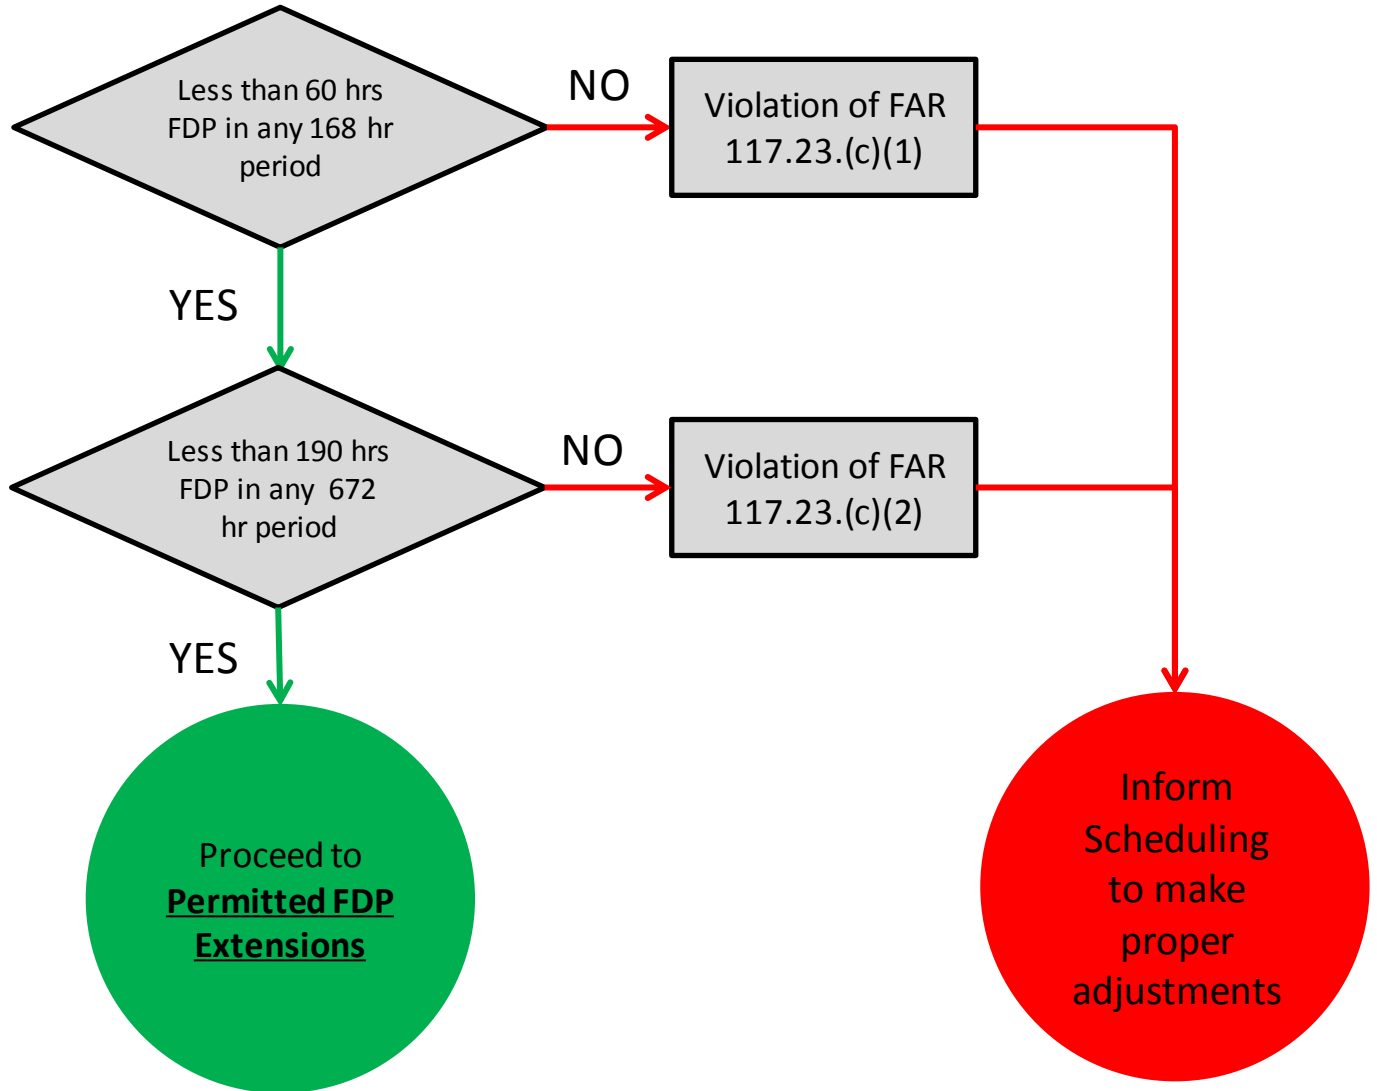 Less than 60 hrs
FDP in any 168 hr
period
NO
Violation of FAR
117.23.(c)(1)
YES
Less than 190 hrs
FDP in any 672
hr period
NO
Violation of FAR
117.23.(c)(2)
YES
Proceed to
Permitted FDP
Extensions
Inform
Scheduling
to make
proper
adjustments